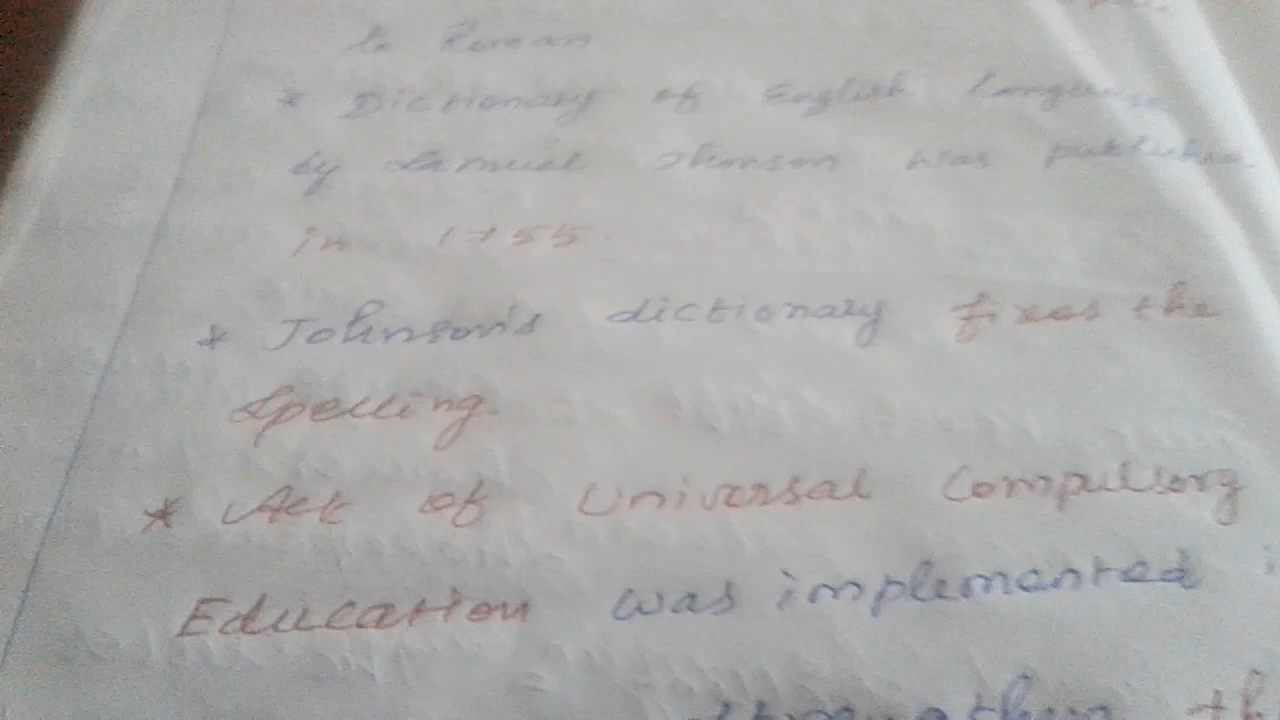 to Roman
* Dictionary of English Language
by Samuel Jhonson was published
in 1755.
* Johnson's dictionary fixes the
Spelling.
* Act of Universal Compulsory
Education was implemented